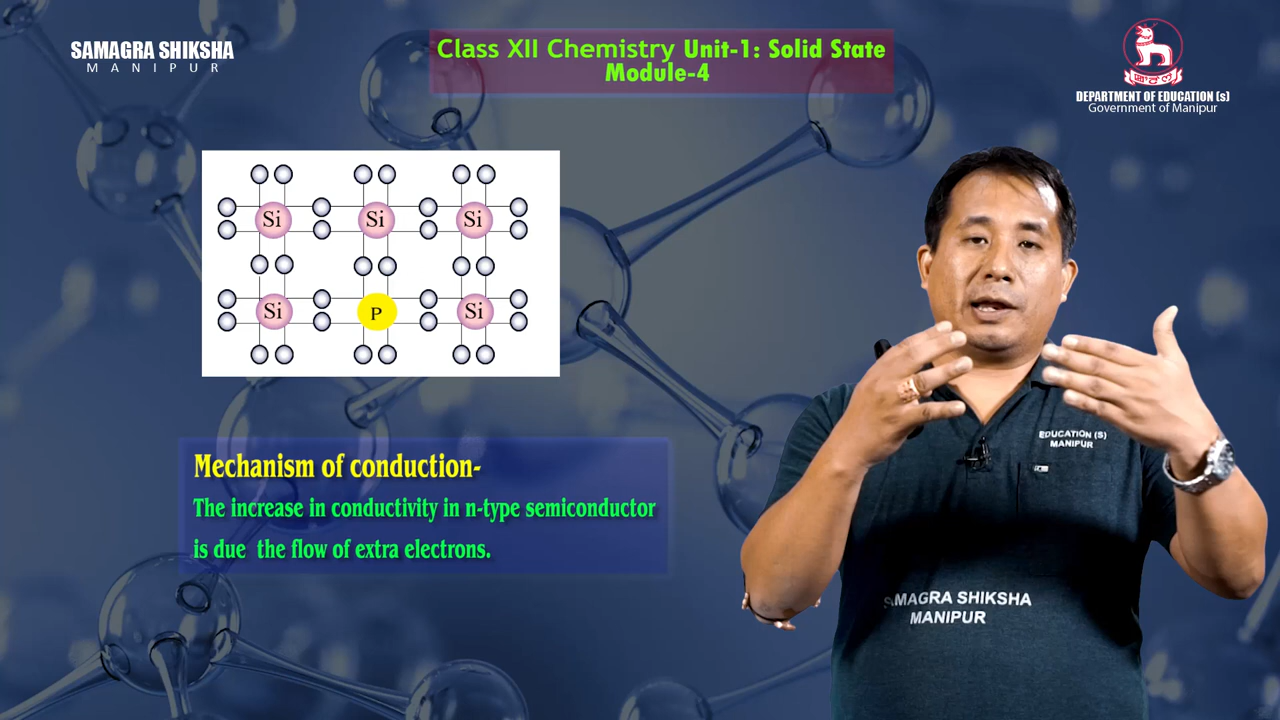 SAMAGRA SHIKSHA
MANIPUR
Class XII Chemistry Unit-1: Solid State
Module-4
DEPARTMENT OF EDUCATION (s)
Government of Manipur
Si Si Si
Si P Si
Mechanism of conduction-
The increase in conductivity in n-type semiconductor
is due the flow of extra electrons.
EDUCATION (S)
MANIPUR
SAMAGRA SHIKSHA
MANIPUR